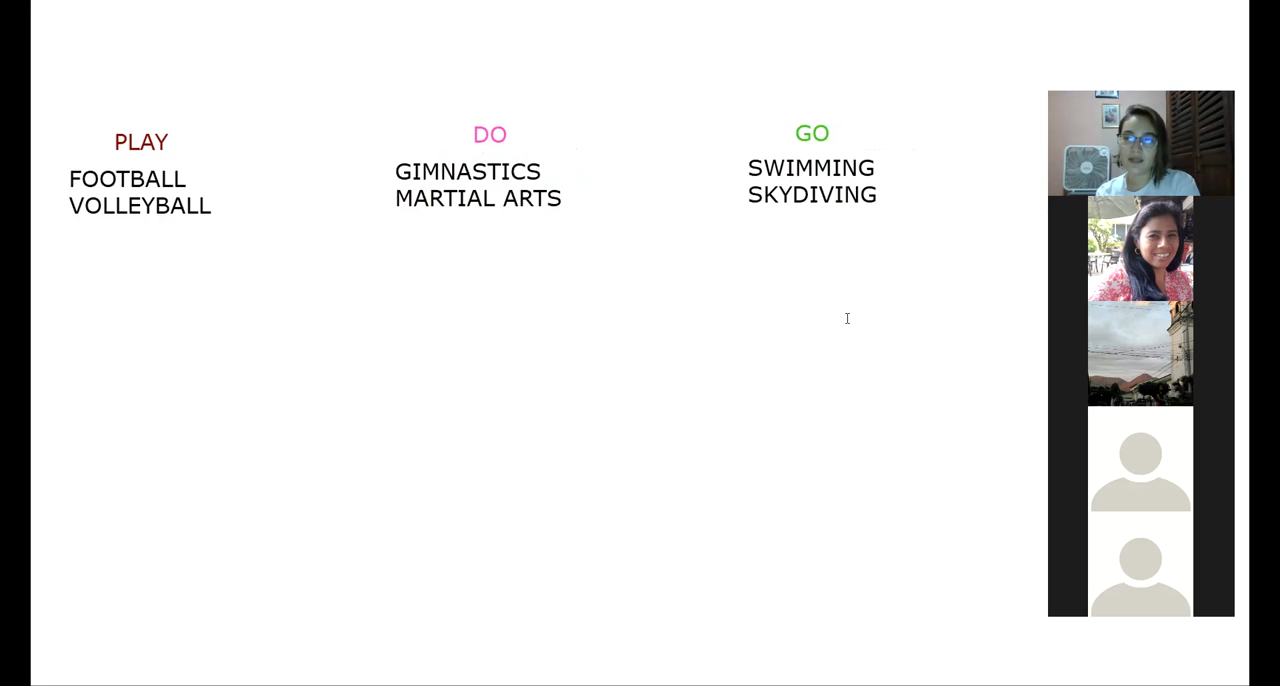 PLAY
FOOTBALL
VOLLEYBALL
DO
GIMNASTICS
MARTIAL ARTS
GO
SWIMMING
SKYDIVING